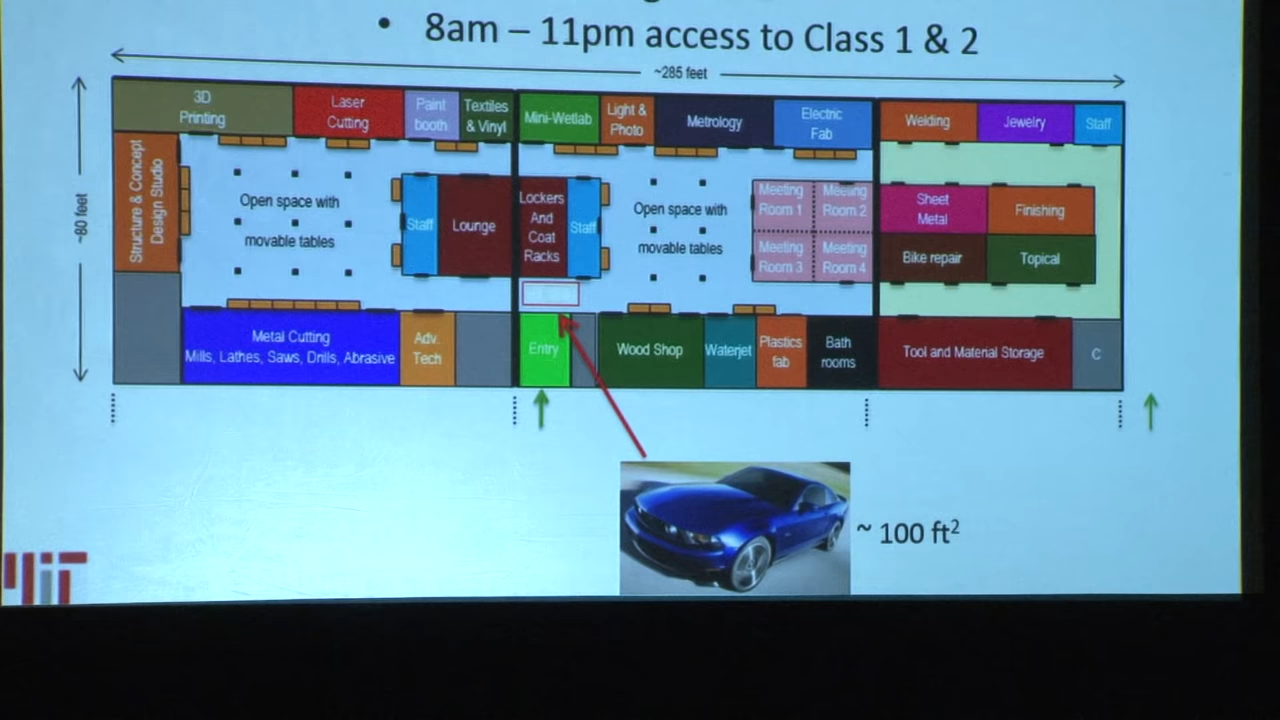 • 8am – 11pm access to Class 1 & 2
~285 feet
~80 feet
3D
Printing
Laser
Cutting
Paint
booth
Textiles
& Vinyl
Mini-Wetlab
Light &
Photo
Metrology
Electric
Fab
Welding
Jewelry
Staff
Structure & Concept
Design Studio
Open space with
movable tables
Staff
Lounge
Lockers
And
Coat
Racks
Staff
Open space with
movable tables
Meeting
Room 1
Meeting
Room 2
Meeting
Room 3
Meeting
Room 4
Sheet
Metal
Finishing
Bike repair
Topical
Metal Cutting
Mills, Lathes, Saws, Drills, Abrasive
Adv.
Tech
Entry
Wood Shop
Waterjet
Plastics
fab
Bath
rooms
Tool and Material Storage
C
~ 100 ft²
MIT